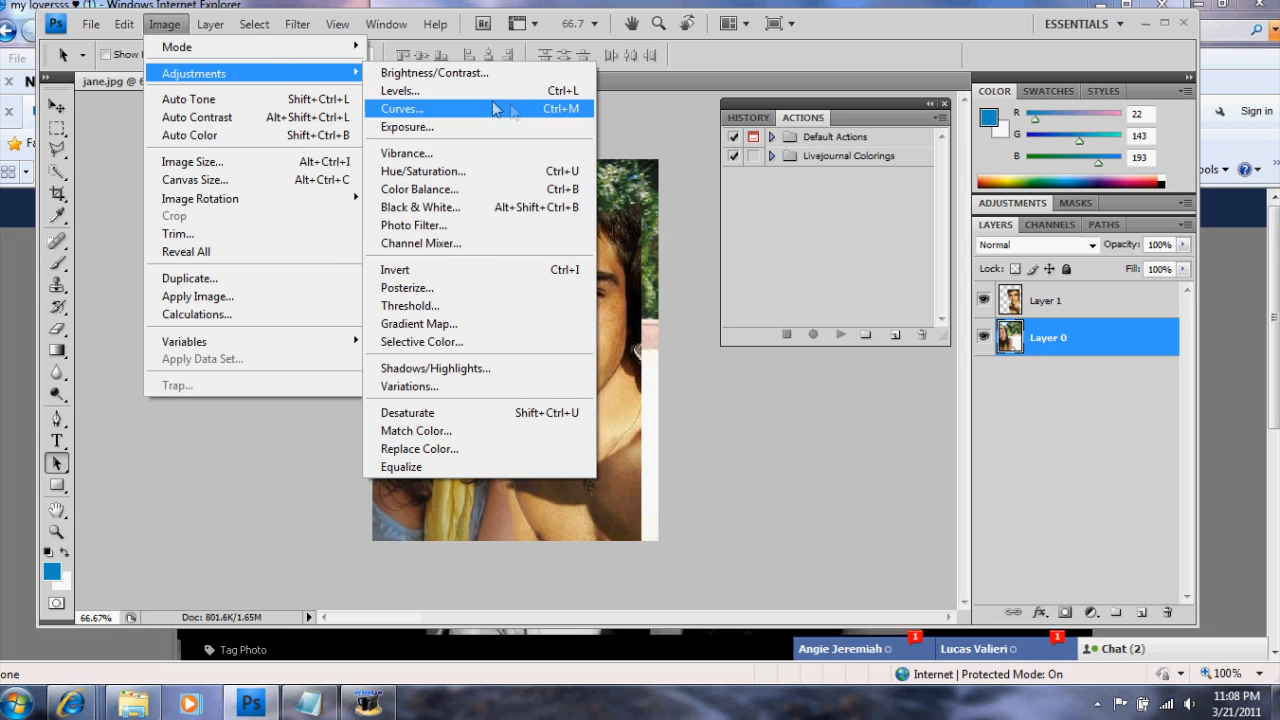 my loversss ♥ | - Windows Internet Explorer
Ps File Edit Image Layer Select Filter View Window Help Br 66.7 ESSENTIALS
Show
jane.jpg @ 6
Mode
Adjustments
Auto Tone Shift+Ctrl+L
Auto Contrast Alt+Shift+Ctrl+L
Auto Color Shift+Ctrl+B
Image Size... Alt+Ctrl+I
Canvas Size... Alt+Ctrl+C
Image Rotation
Crop
Trim...
Reveal All
Duplicate...
Apply Image...
Calculations...
Variables
Apply Data Set...
Trap...
Brightness/Contrast...
Levels... Ctrl+L
Curves... Ctrl+M
Exposure...
Vibrance...
Hue/Saturation... Ctrl+U
Color Balance... Ctrl+B
Black & White... Alt+Shift+Ctrl+B
Photo Filter...
Channel Mixer...
Invert Ctrl+I
Posterize...
Threshold...
Gradient Map...
Selective Color...
Shadows/Highlights...
Variations...
Desaturate Shift+Ctrl+U
Match Color...
Replace Color...
Equalize
HISTORY ACTIONS
Default Actions
Livejournal Colorings
COLOR SWATCHES STYLES
R 22
G 143
B 193
ADJUSTMENTS MASKS
LAYERS CHANNELS PATHS
Normal Opacity: 100%
Lock: Fill: 100%
Layer 1
Layer 0
File
N
Fa
Sign in
ools
66.67% Doc: 801.6K/1.65M
Tag Photo
Angie Jeremiah 1
Lucas Valieri 1
Chat (2)
one
Internet | Protected Mode: On
100%
Ps
11:08 PM
3/21/2011